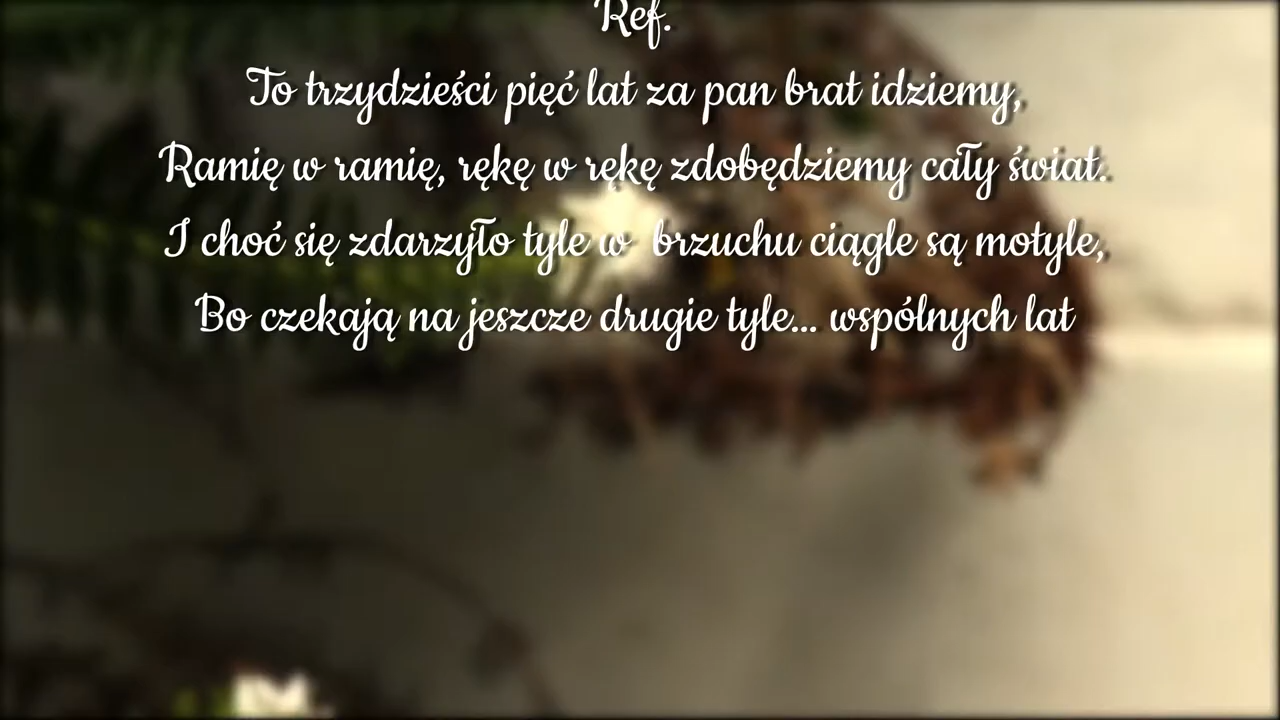 Ref.
To trzydzieści pięć lat za pan brat idziemy,
Ramię w ramię, rękę w rękę zdobędziemy cały świat.
I choć się zdarzyło tyle w brzuchu ciągle są motyle,
Bo czekają na jeszcze drugie tyle... wspólnych lat